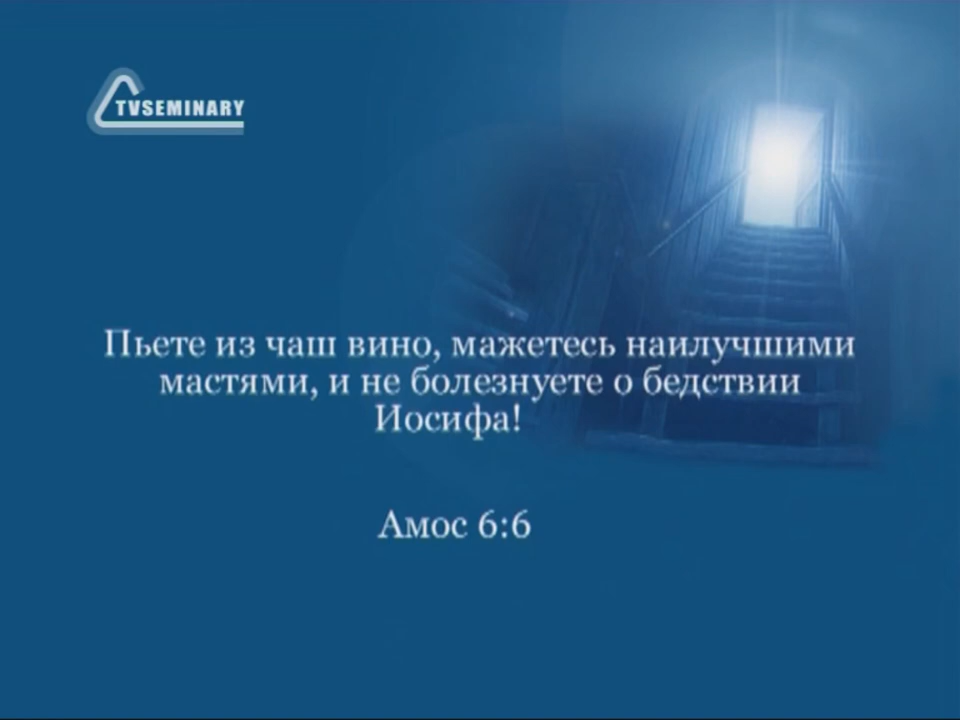 TVSEMINARY
Пьете из чаш вино, мажетесь наилучшими
мастями, и не болезнуете о бедствии
Иосифа!
Амос 6:6